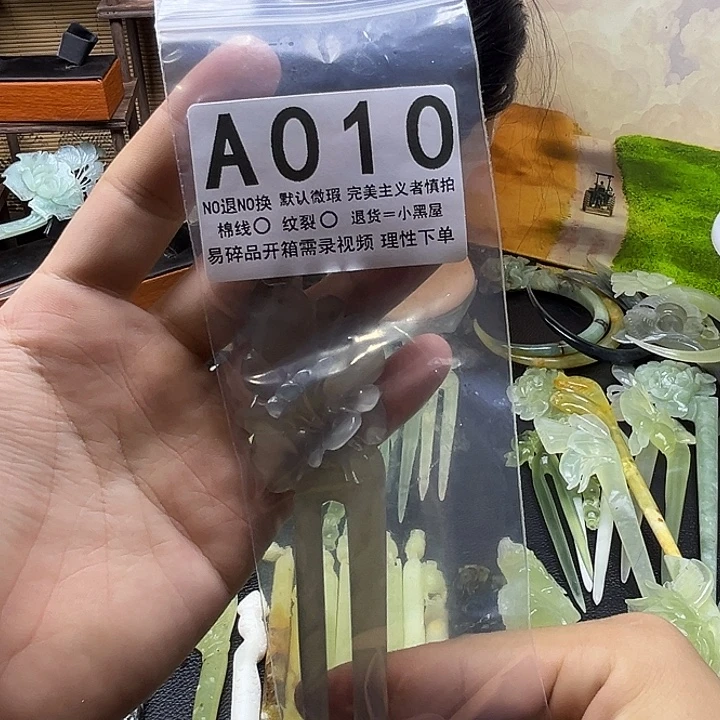 A010
NO退NO换 默认微瑕 完美主义者慎拍
棉线○ 纹裂○ 退货=小黑屋
易碎品开箱需录视频 理性下单